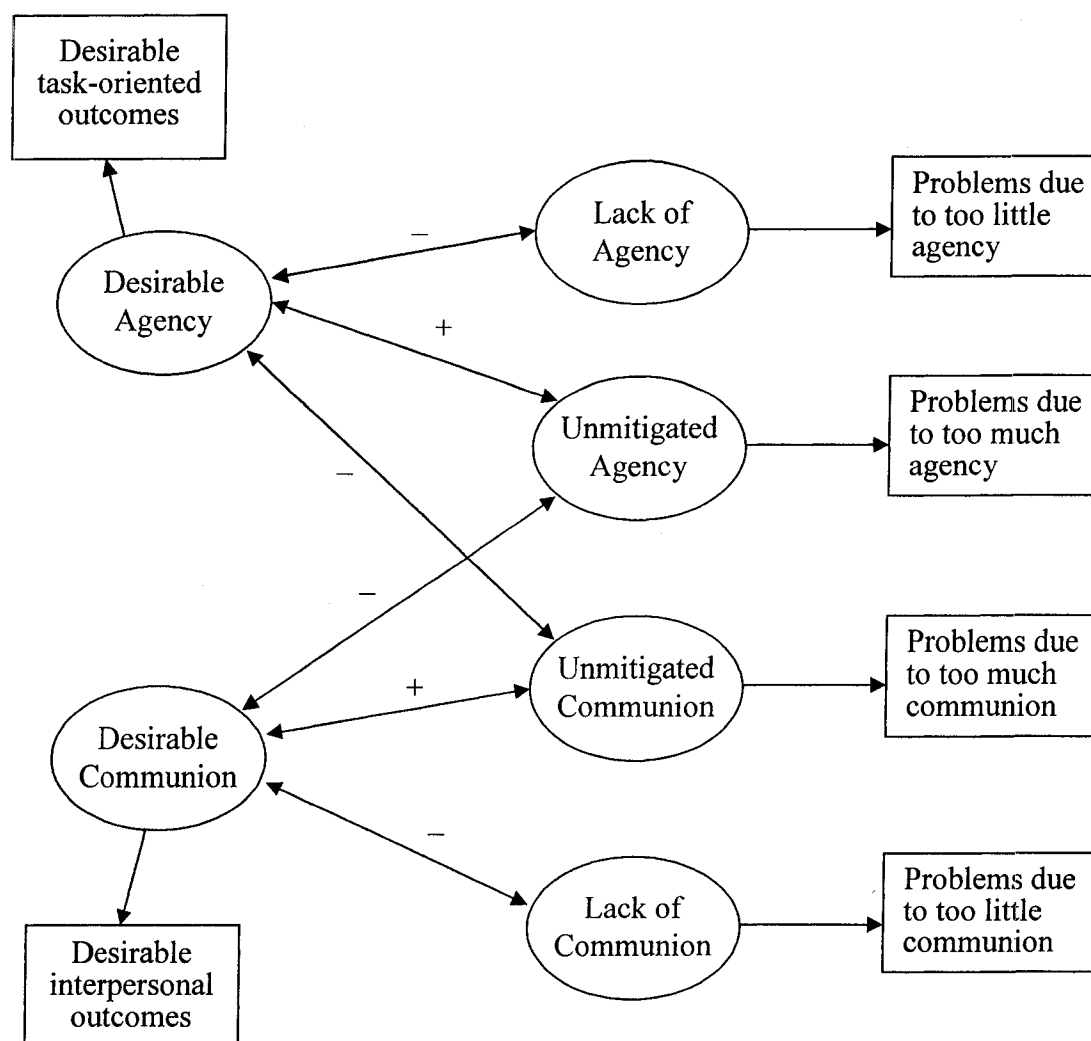 Desirable
task-oriented
outcomes
Desirable
Agency
–
+
–
Lack of
Agency
Problems due
to too little
agency
Unmitigated
Agency
Problems due
to too much
agency
–
+
–
Desirable
Communion
Unmitigated
Communion
Problems due
to too much
communion
Lack of
Communion
Problems due
to too little
communion
Desirable
interpersonal
outcomes